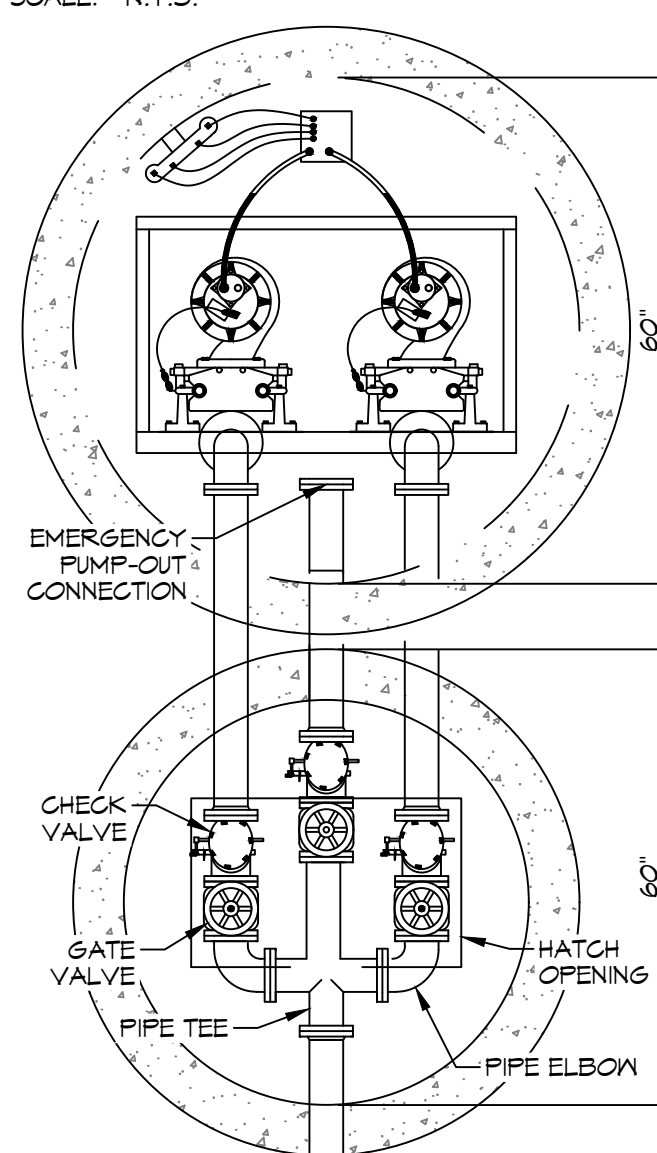 SCALE: N.T.S.
60"
EMERGENCY
PUMP-OUT
CONNECTION
CHECK
VALVE
60"
GATE
VALVE
HATCH
OPENING
PIPE TEE
PIPE ELBOW